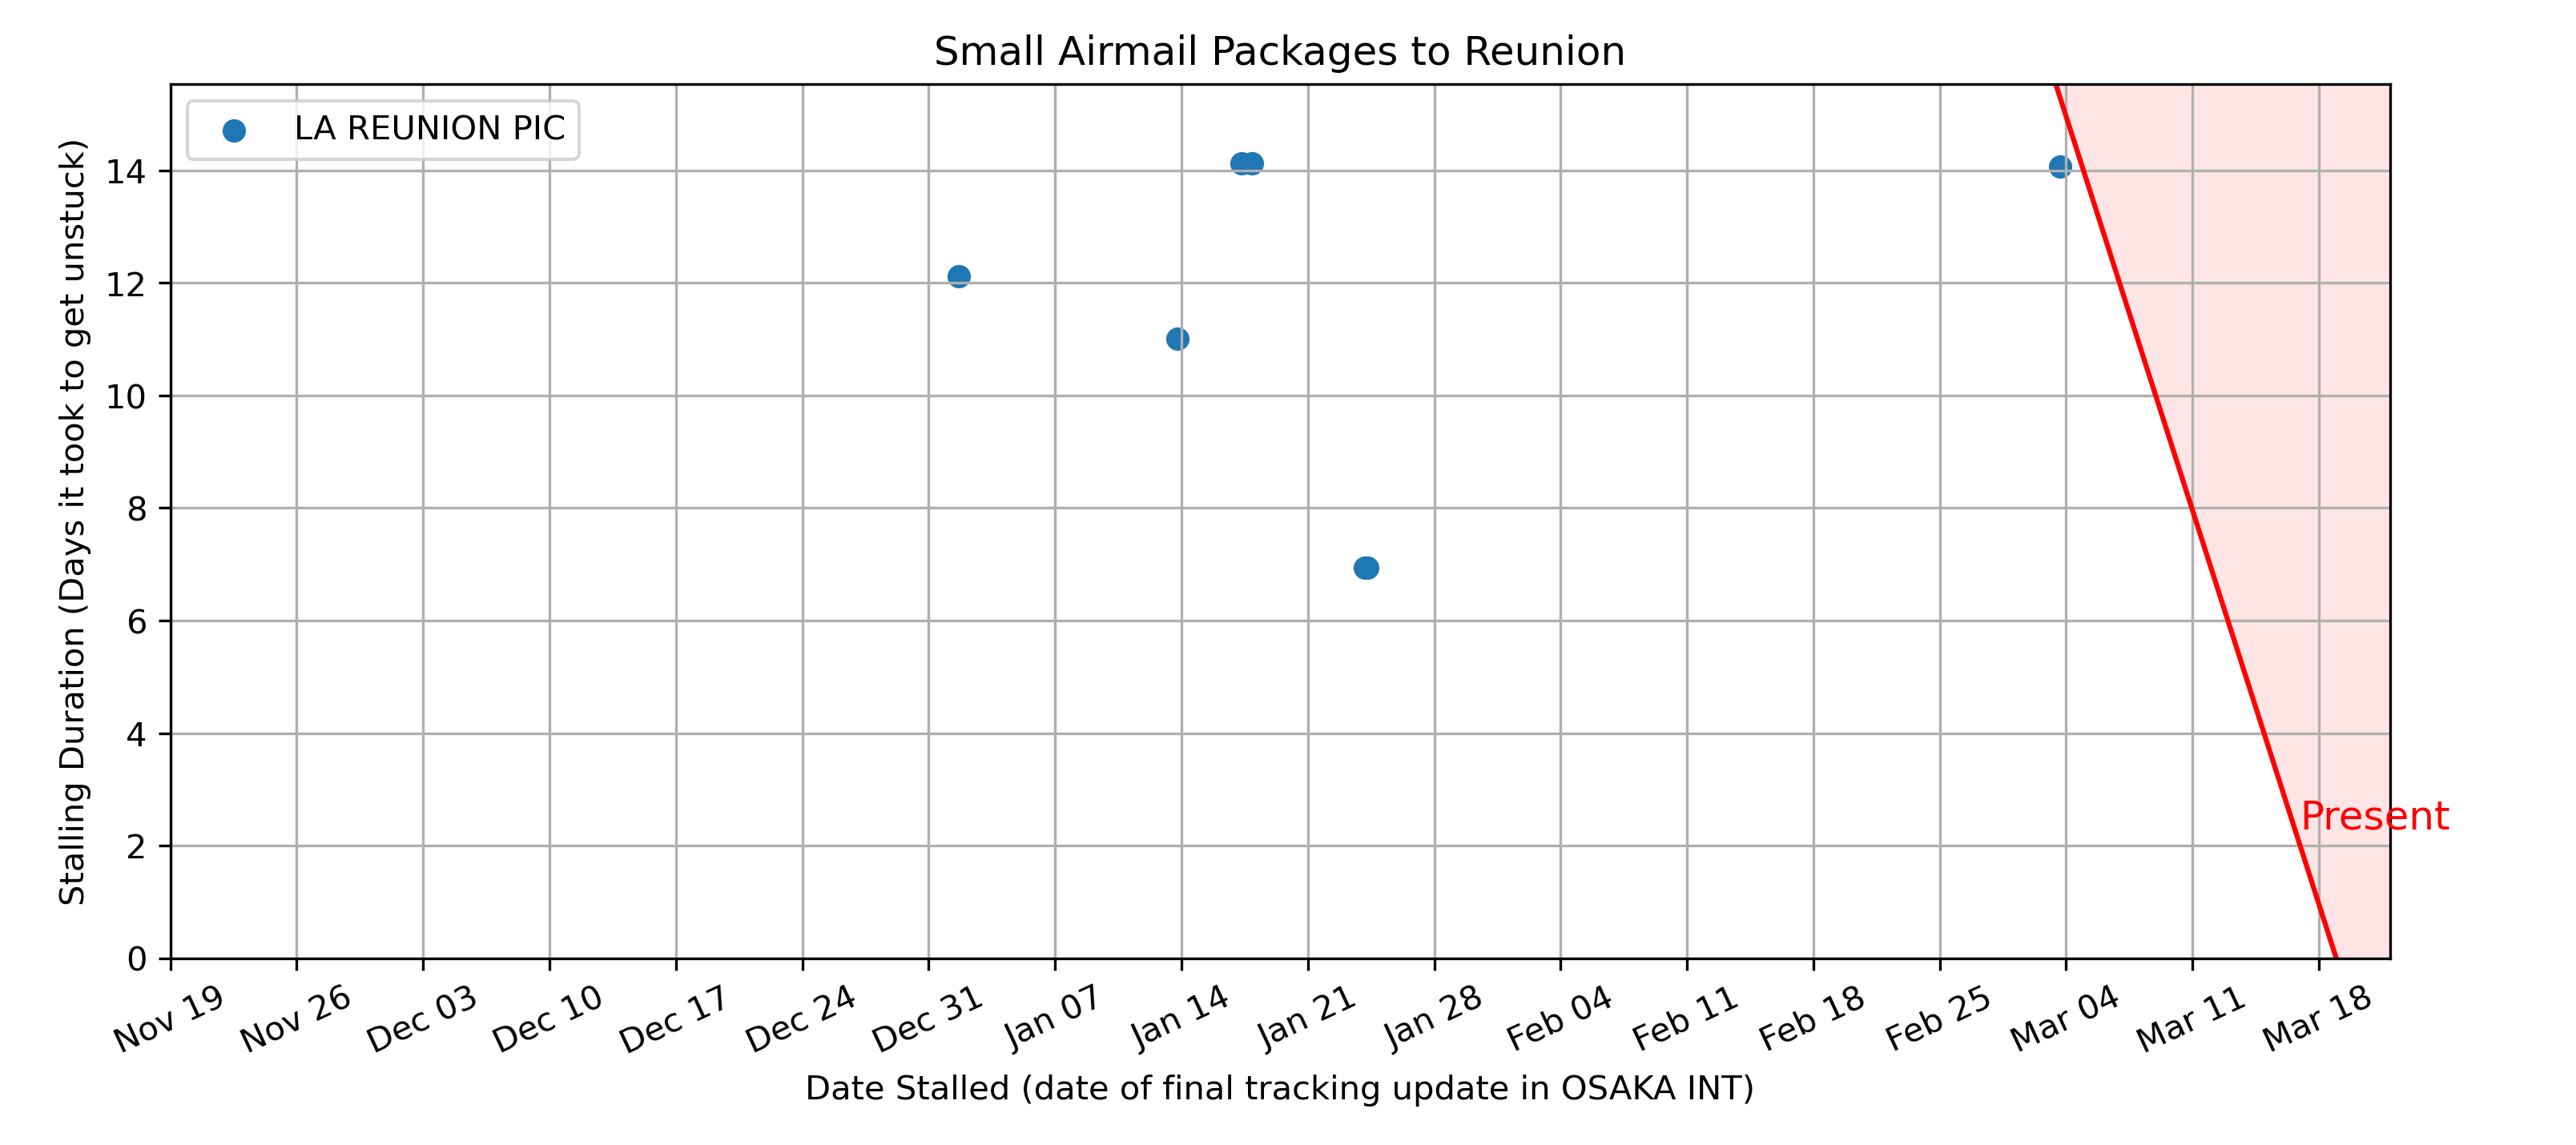 Small Airmail Packages to Reunion
LA REUNION PIC
Stalling Duration (Days it took to get unstuck)
14
12
10
8
6
4
2
0
Present
Nov 19
Nov 26
Dec 03
Dec 10
Dec 17
Dec 24
Dec 31
Jan 07
Jan 14
Jan 21
Jan 28
Feb 04
Feb 11
Feb 18
Feb 25
Mar 04
Mar 11
Mar 18
Date Stalled (date of final tracking update in OSAKA INT)